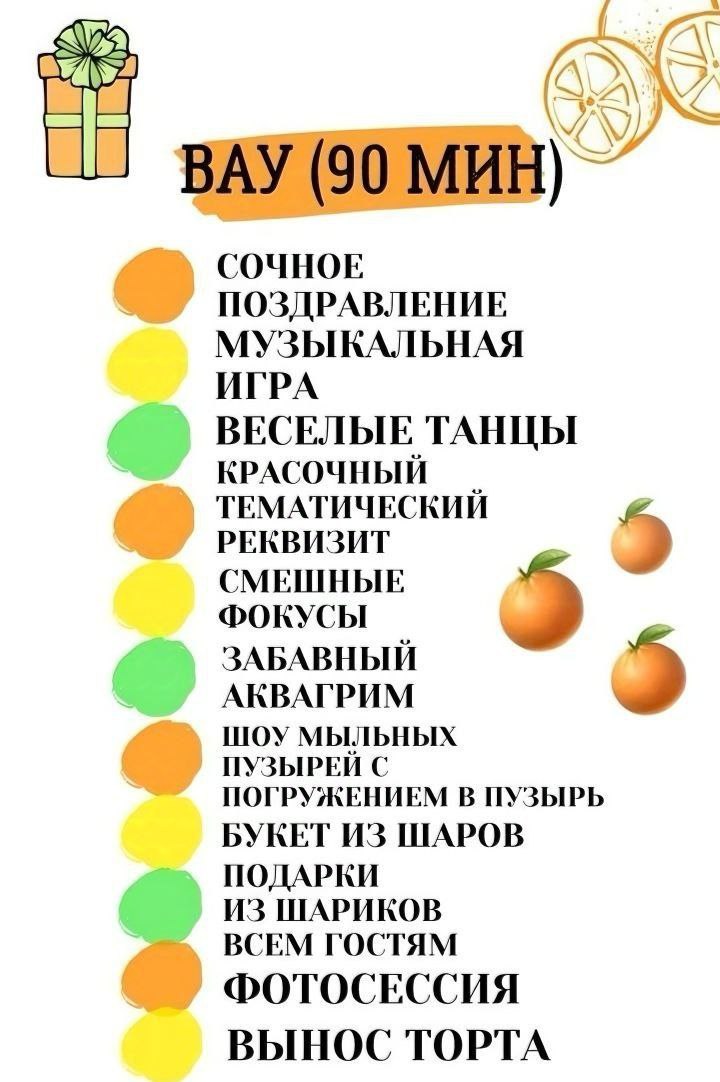 ВАУ (90 МИН)
СОЧНОЕ
ПОЗДРАВЛЕНИЕ
МУЗЫКАЛЬНАЯ
ИГРА
ВЕСЕЛЫЕ ТАНЦЫ
КРАСОЧНЫЙ
ТЕМАТИЧЕСКИЙ
РЕКВИЗИТ
СМЕШНЫЕ
ФОКУСЫ
ЗАБАВНЫЙ
АКВАГРИМ
ШОУ МЫЛЬНЫХ
ПУЗЫРЕЙ С
ПОГРУЖЕНИЕМ В ПУЗЫРЬ
БУКЕТ ИЗ ШАРОВ
ПОДАРКИ
ИЗ ШАРИКОВ
ВСЕМ ГОСТЯМ
ФОТОСЕССИЯ
ВЫНОС ТОРТА